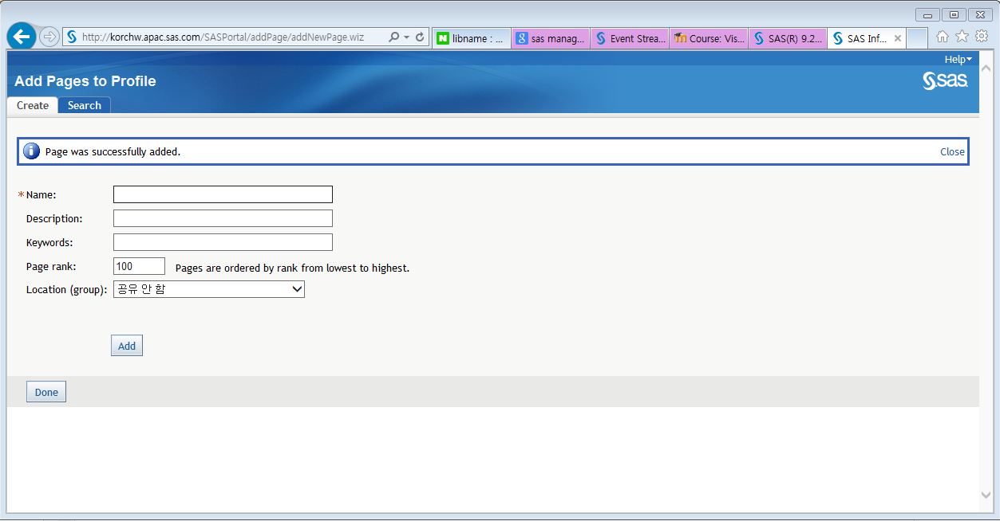 http://korchw.apac.sas.com/SASPortal/addPage/addNewPage.wiz
libname : ...
sas manag...
Event Strea...
Course: Vis...
SAS(R) 9.2...
SAS Inf...
Help
Add Pages to Profile
sas
Create
Search
Page was successfully added.
Close
* Name:
Description:
Keywords:
Page rank: 100 Pages are ordered by rank from lowest to highest.
Location (group): 공유 안 함
Add
Done